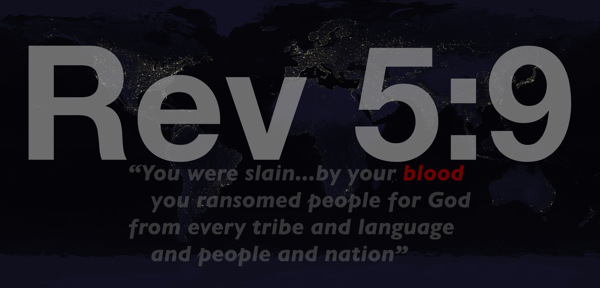 Rev 5:9
“You were slain...by your blood
you ransomed people for God
from every tribe and language
and people and nation”